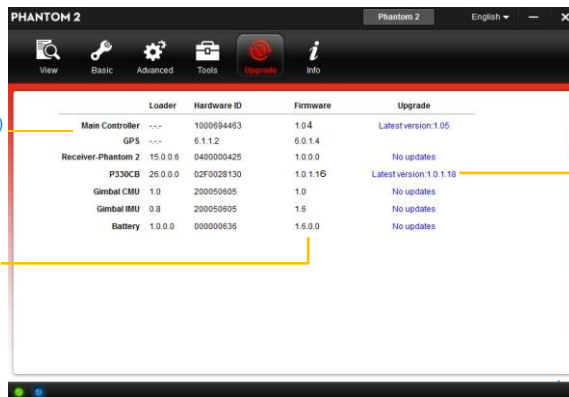 PHANTOM 2 Phantom 2 English
View Basic Advanced Tools Upgrade Info
Loader Hardware ID Firmware Upgrade
Main Controller -.-.- 1000694463 1.04 Latest version:1.05
GPS -.-.- 6.1.1.2 6.0.1.4
Receiver-Phantom 2 15.0.0.6 0400000425 1.0.0.0 No updates
P330CB 26.0.0.0 02F0028130 1.0.1.16 Latest version:1.0.1.18
Gimbal CMU 1.0 200050605 1.0 No updates
Gimbal IMU 0.8 200050605 1.6 No updates
Battery 1.0.0.0 000000636 1.6.0.0 No updates